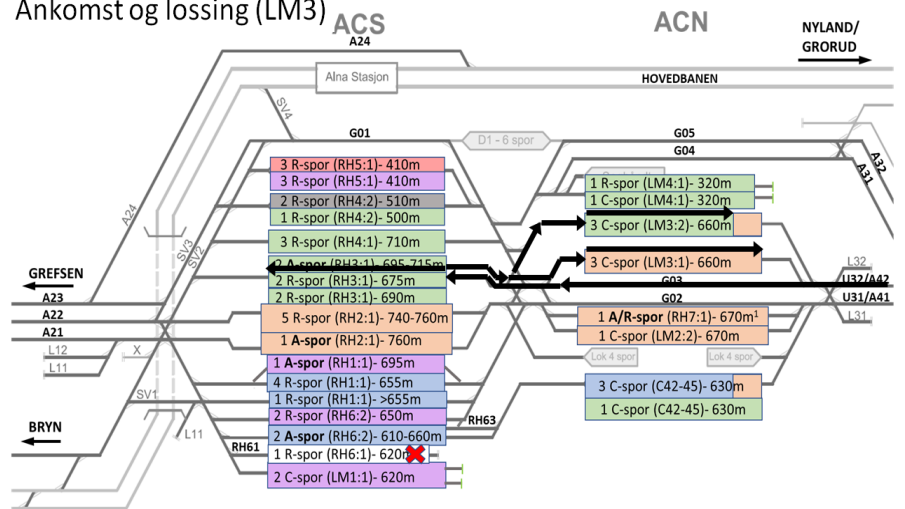 Ankomst og lossing (LM3)
ACS
ACN
A24
NYLAND/
GRORUD
Alna Stasjon
HOVEDBANEN
SV4
G01
D1 - 6 spor
G05
G04
A32
A31
3 R-spor (RH5:1)- 410m
3 R-spor (RH5:1)- 410m
2 R-spor (RH4:2)- 510m
1 R-spor (RH4:2)- 500m
3 R-spor (RH4:1)- 710m
2 A-spor (RH3:1)- 695-715m
2 R-spor (RH3:1)- 675m
2 R-spor (RH3:1)- 690m
5 R-spor (RH2:1)- 740-760m
1 A-spor (RH2:1)- 760m
1 A-spor (RH1:1)- 695m
4 R-spor (RH1:1)- 655m
1 R-spor (RH1:1)- >655m
2 R-spor (RH6:2)- 650m
2 A-spor (RH6:2)- 610-660m
1 R-spor (RH6:1)- 620m
2 C-spor (LM1:1)- 620m
1 R-spor (LM4:1)- 320m
1 C-spor (LM4:1)- 320m
3 C-spor (LM3:2)- 660m
3 C-spor (LM3:1)- 660m
G03
G02
1 A/R-spor (RH7:1)- 670m¹
1 C-spor (LM2:2)- 670m
Lok 4 spor
Lok 4 spor
3 C-spor (C42-45)- 630m
1 C-spor (C42-45)- 630m
L32
U32/A42
U31/A41
L31
A24
SV3
SV2
GREFSEN
A23
A22
A21
L12
X
L11
SV1
BRYN
L11
RH61
RH63